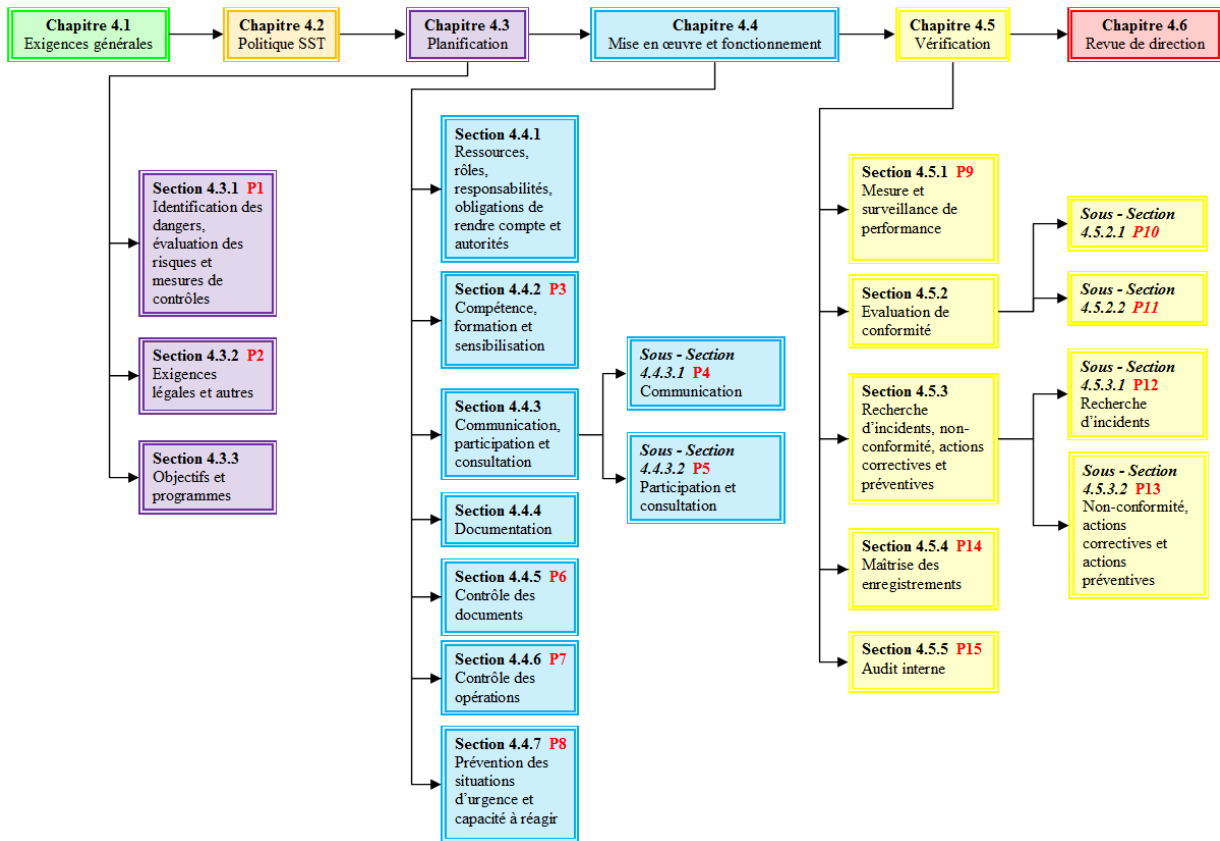 Chapitre 4.1
Exigences générales
Chapitre 4.2
Politique SST
Chapitre 4.3
Planification
Chapitre 4.4
Mise en œuvre et fonctionnement
Chapitre 4.5
Vérification
Chapitre 4.6
Revue de direction
Section 4.3.1 P1
Identification des
dangers,
évaluation des
risques et
mesures de
contrôles
Section 4.3.2 P2
Exigences
légales et autres
Section 4.3.3
Objectifs et
programmes
Section 4.4.1
Ressources,
rôles,
responsabilités,
obligations de
rendre compte et
autorités
Section 4.4.2 P3
Compétence,
formation et
sensibilisation
Section 4.4.3
Communication,
participation et
consultation
Sous - Section
4.4.3.1 P4
Communication
Sous - Section
4.4.3.2 P5
Participation et
consultation
Section 4.4.4
Documentation
Section 4.4.5 P6
Contrôle des
documents
Section 4.4.6 P7
Contrôle des
opérations
Section 4.4.7 P8
Prévention des
situations
d’urgence et
capacité à réagir
Section 4.5.1 P9
Mesure et
surveillance de
performance
Section 4.5.2
Evaluation de
conformité
Sous - Section
4.5.2.1 P10
Sous - Section
4.5.2.2 P11
Section 4.5.3
Recherche
d’incidents, non-
conformité, actions
correctives et
préventives
Sous - Section
4.5.3.1 P12
Recherche
d’incidents
Sous - Section
4.5.3.2 P13
Non-conformité,
actions
correctives et
actions
préventives
Section 4.5.4 P14
Maîtrise des
enregistrements
Section 4.5.5 P15
Audit interne